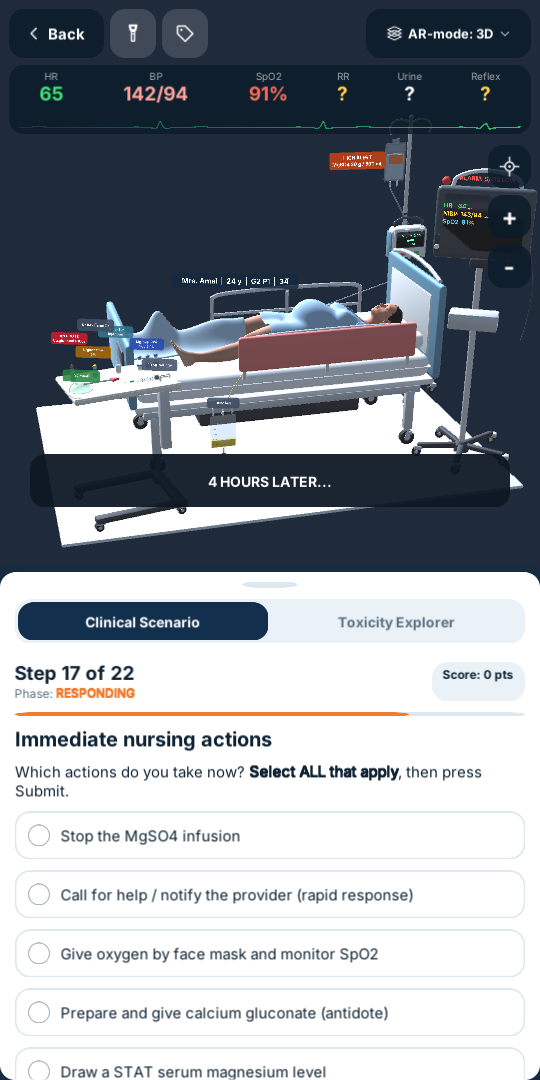 Back
AR-mode: 3D
HR
BP
SpO2
RR
Urine
Reflex
65
142/94
91%
?
?
?
HIGH ALERT
Mrs. Amal | 24 y | G2 P1 | 34
+
-
4 HOURS LATER...
Clinical Scenario
Toxicity Explorer
Step 17 of 22
Score: 0 pts
Phase: RESPONDING
Immediate nursing actions
Which actions do you take now? Select ALL that apply, then press
Submit.
Stop the MgSO4 infusion
Call for help / notify the provider (rapid response)
Give oxygen by face mask and monitor SpO2
Prepare and give calcium gluconate (antidote)
Draw a STAT serum magnesium level